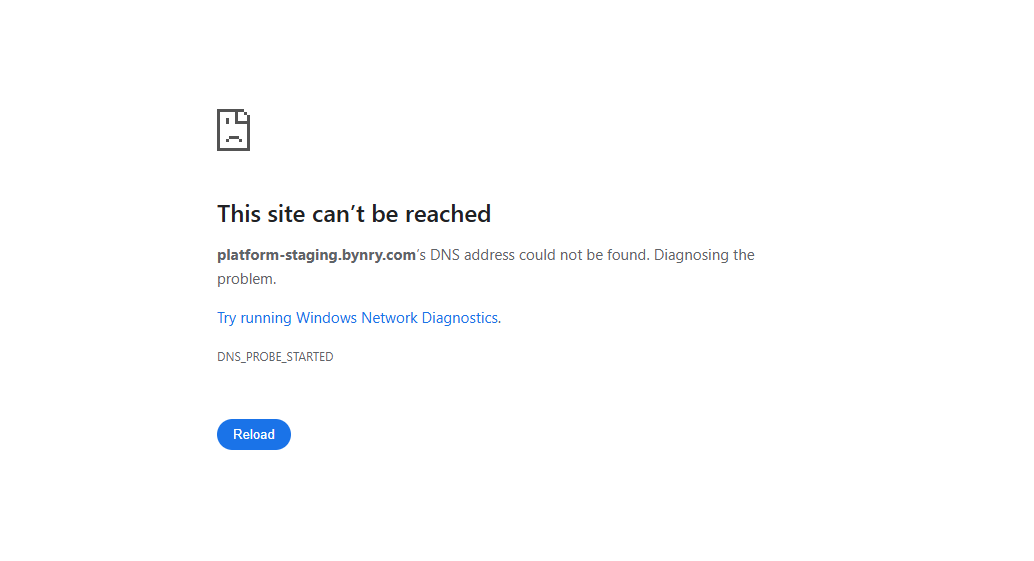 This site can’t be reached
platform-staging.bynry.com’s DNS address could not be found. Diagnosing the
problem.
Try running Windows Network Diagnostics.
DNS_PROBE_STARTED
Reload